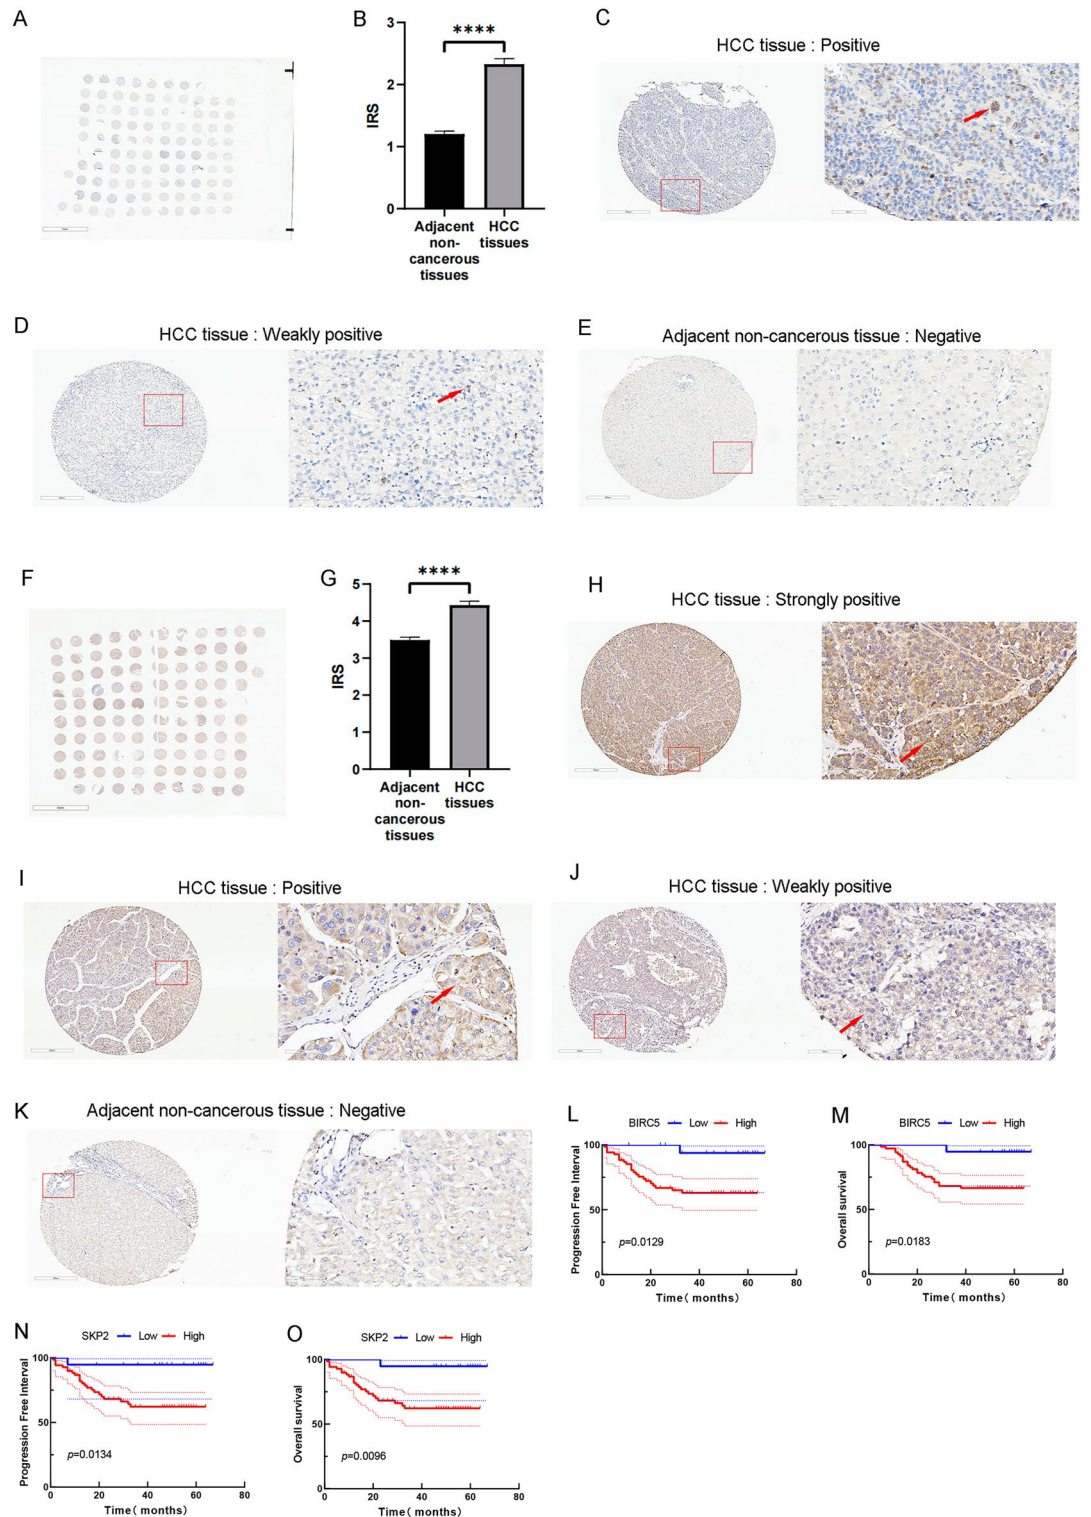 A
B
3
2
1
0
IRS
****
Adjacent
non-
cancerous
tissues
HCC
tissues
C
HCC tissue : Positive
D
HCC tissue : Weakly positive
E
Adjacent non-cancerous tissue : Negative
F
G
5
4
3
2
1
0
IRS
****
Adjacent
non-
cancerous
tissues
HCC
tissues
H
HCC tissue : Strongly positive
I
HCC tissue : Positive
J
HCC tissue : Weakly positive
K
Adjacent non-cancerous tissue : Negative
L
BIRC5 Low High
Progression Free Interval
100
50
0
p=0.0129
0 20 40 60 80
Time( months)
M
BIRC5 Low High
Overall survival
100
50
0
p=0.0183
0 20 40 60 80
Time( months)
N
SKP2 Low High
Progression Free Interval
100
50
0
p=0.0134
0 20 40 60 80
Time( months)
O
SKP2 Low High
Overall survival
100
50
0
p=0.0096
0 20 40 60 80
Time( months)